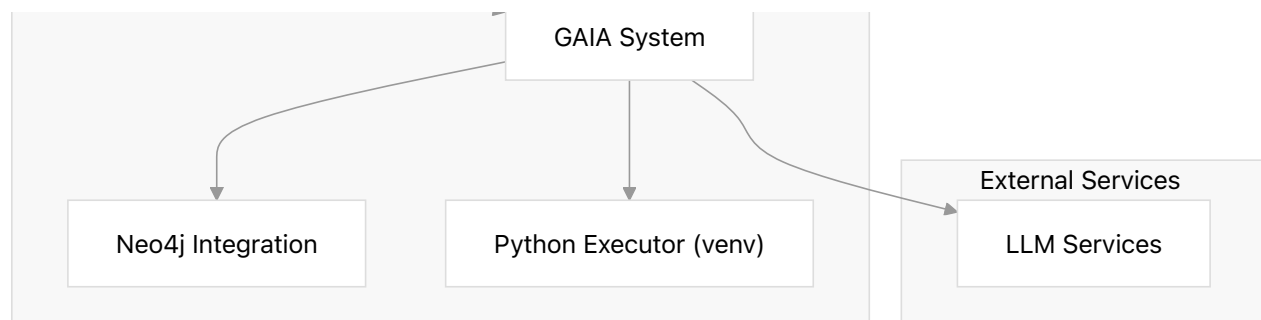 GAIA System
External Services
Neo4j Integration
Python Executor (venv)
LLM Services